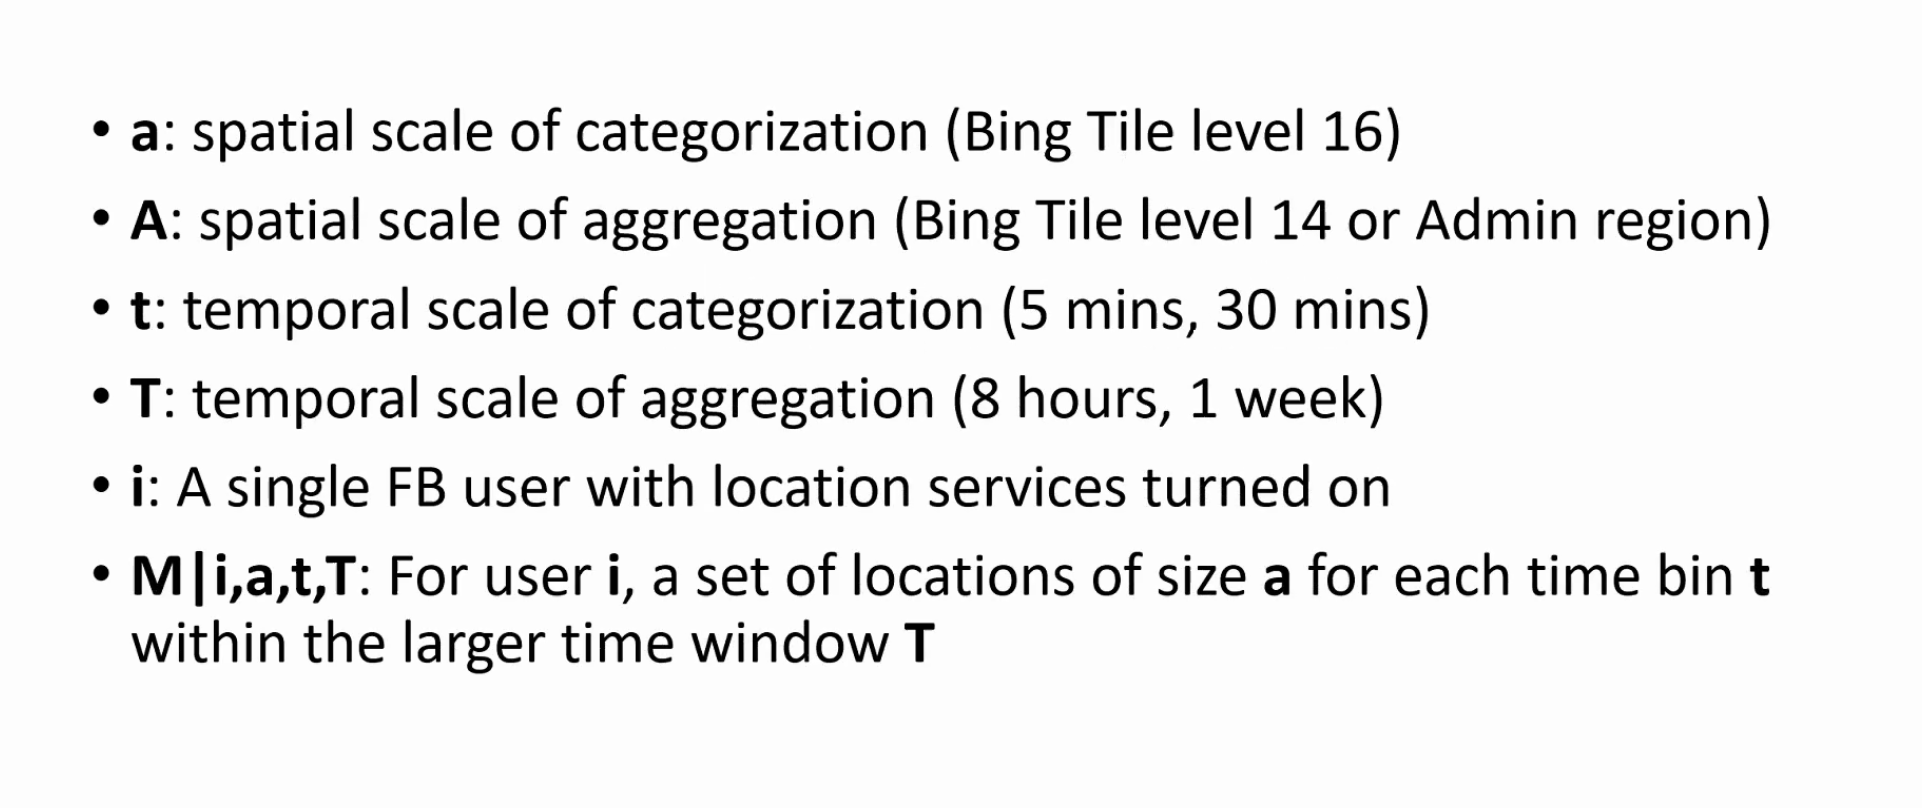 • a: spatial scale of categorization (Bing Tile level 16)
• A: spatial scale of aggregation (Bing Tile level 14 or Admin region)
• t: temporal scale of categorization (5 mins, 30 mins)
• T: temporal scale of aggregation (8 hours, 1 week)
• i: A single FB user with location services turned on
• M|i,a,t,T: For user i, a set of locations of size a for each time bin t
within the larger time window T